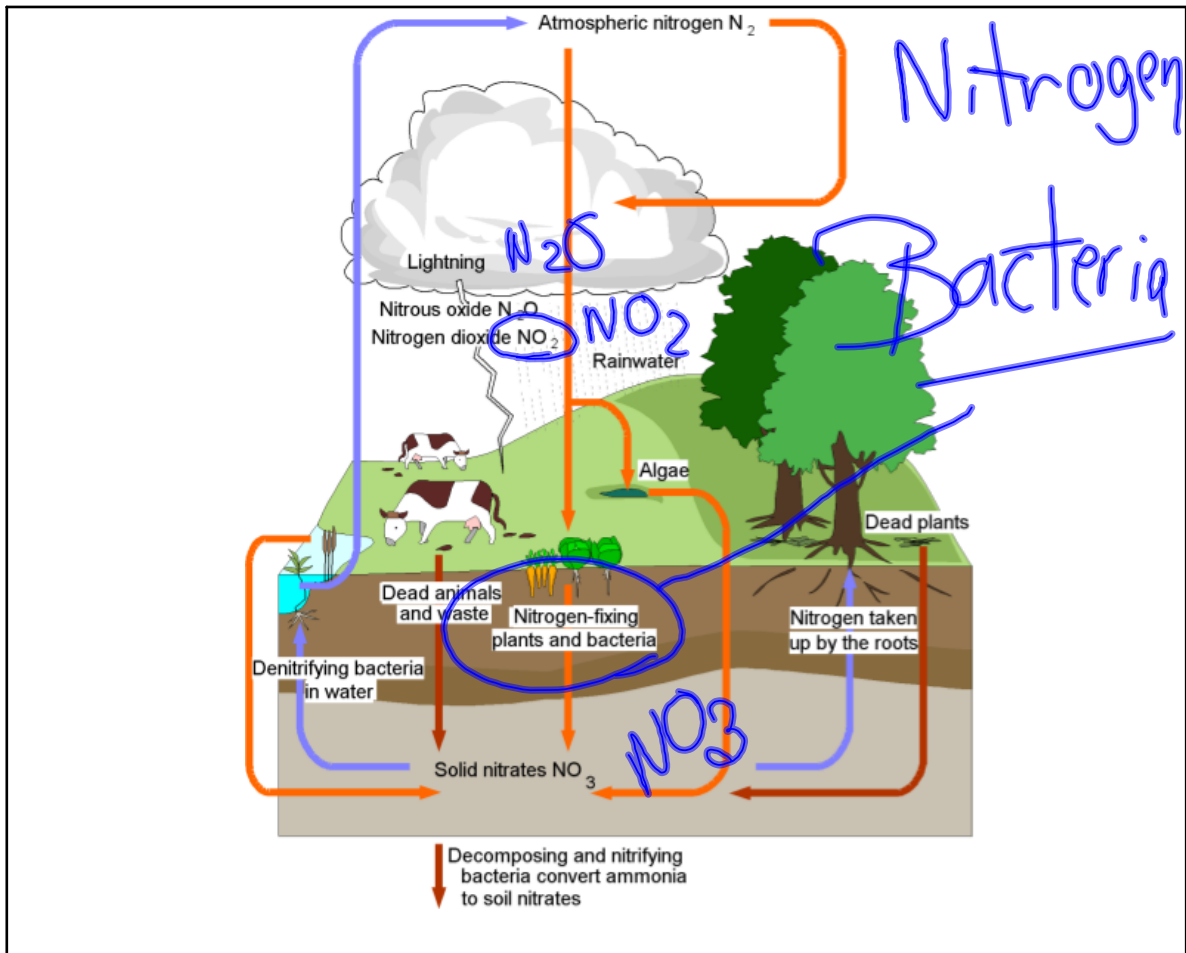 Atmospheric nitrogen N2
Nitrogen
Bacteria
Lightning
N2O
Nitrous oxide N2O
Nitrogen dioxide NO2
NO2
Rainwater
Algae
Dead plants
Dead animals
and waste
Nitrogen-fixing
plants and bacteria
Nitrogen taken
up by the roots
Denitrifying bacteria
in water
NO3
Solid nitrates NO3
Decomposing and nitrifying
bacteria convert ammonia
to soil nitrates